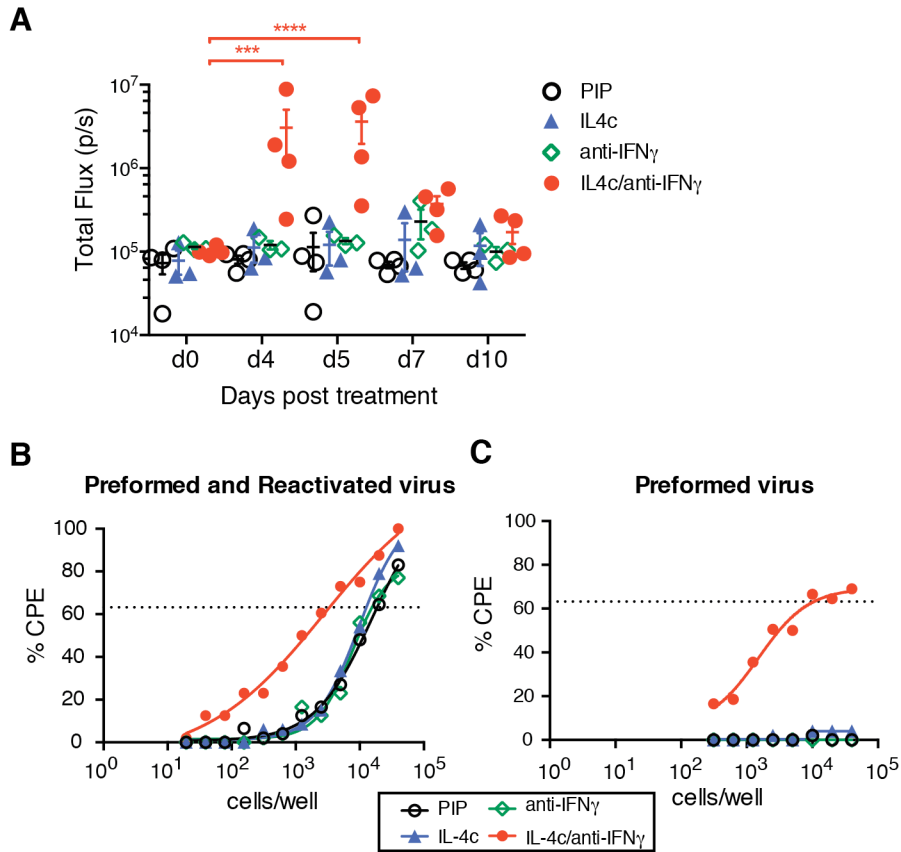 A
****
***
Total Flux (p/s)
10⁷
10⁶
10⁵
10⁴
d0 d4 d5 d7 d10
Days post treatment
PIP
IL4c
anti-IFNγ
IL4c/anti-IFNγ
B
Preformed and Reactivated virus
% CPE
100
80
60
40
20
0
10⁰ 10¹ 10² 10³ 10⁴ 10⁵
cells/well
C
Preformed virus
% CPE
100
80
60
40
20
0
10⁰ 10¹ 10² 10³ 10⁴ 10⁵
cells/well
PIP anti-IFNγ
IL-4c IL-4c/anti-IFNγ